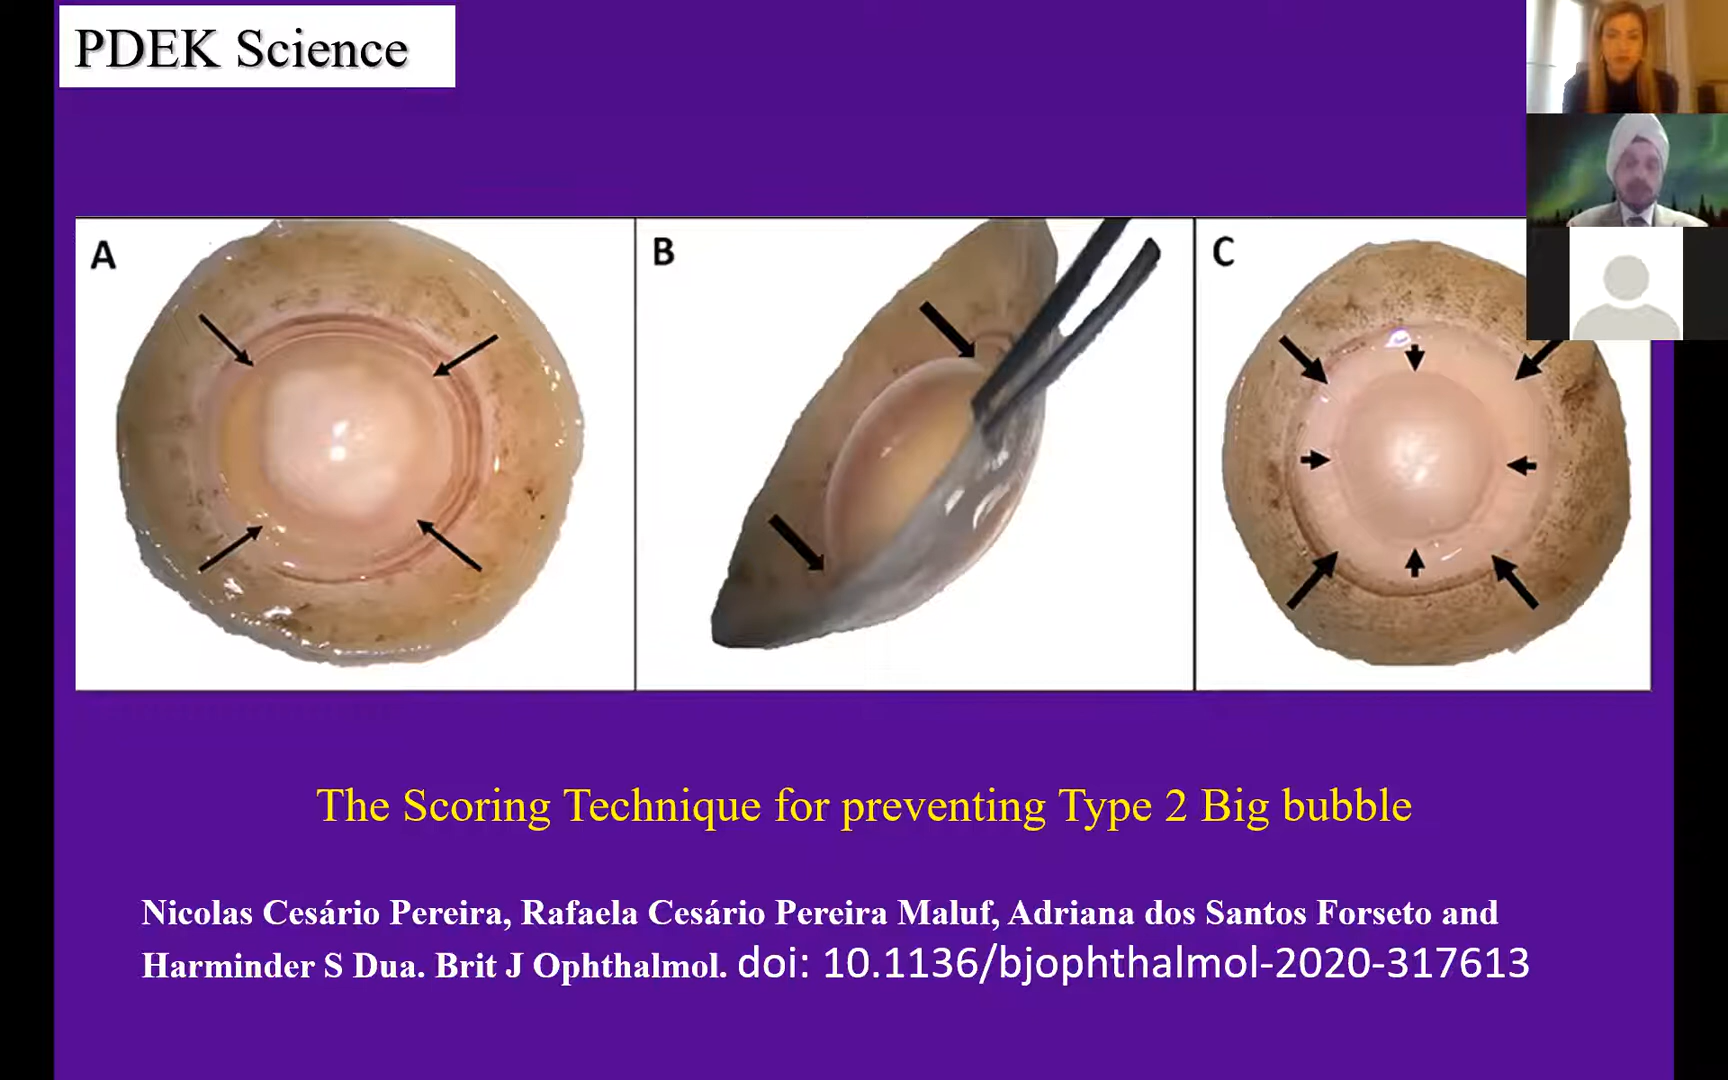 PDEK Science
A
B
C
The Scoring Technique for preventing Type 2 Big bubble
Nicolas Cesário Pereira, Rafaela Cesário Pereira Maluf, Adriana dos Santos Forseto and
Harminder S Dua. Brit J Ophthalmol. doi: 10.1136/bjophthalmol-2020-317613